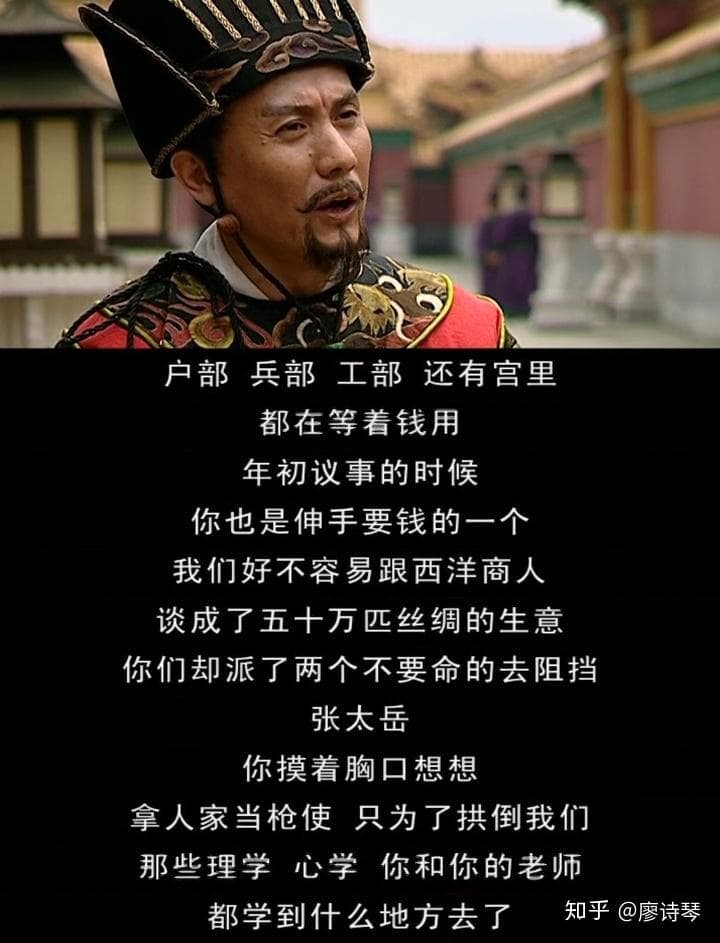 户部 兵部 工部 还有宫里
都在等着钱用
年初议事的时候
你也是伸手要钱的一个
我们好不容易跟西洋商人
谈成了五十万匹丝绸的生意
你们却派了两个不要命的去阻挡
张太岳
你摸着胸口想想
拿人家当枪使 只为了拱倒我们
那些理学 心学 你和你的老师
都学到什么地方去了
知乎 @廖诗琴